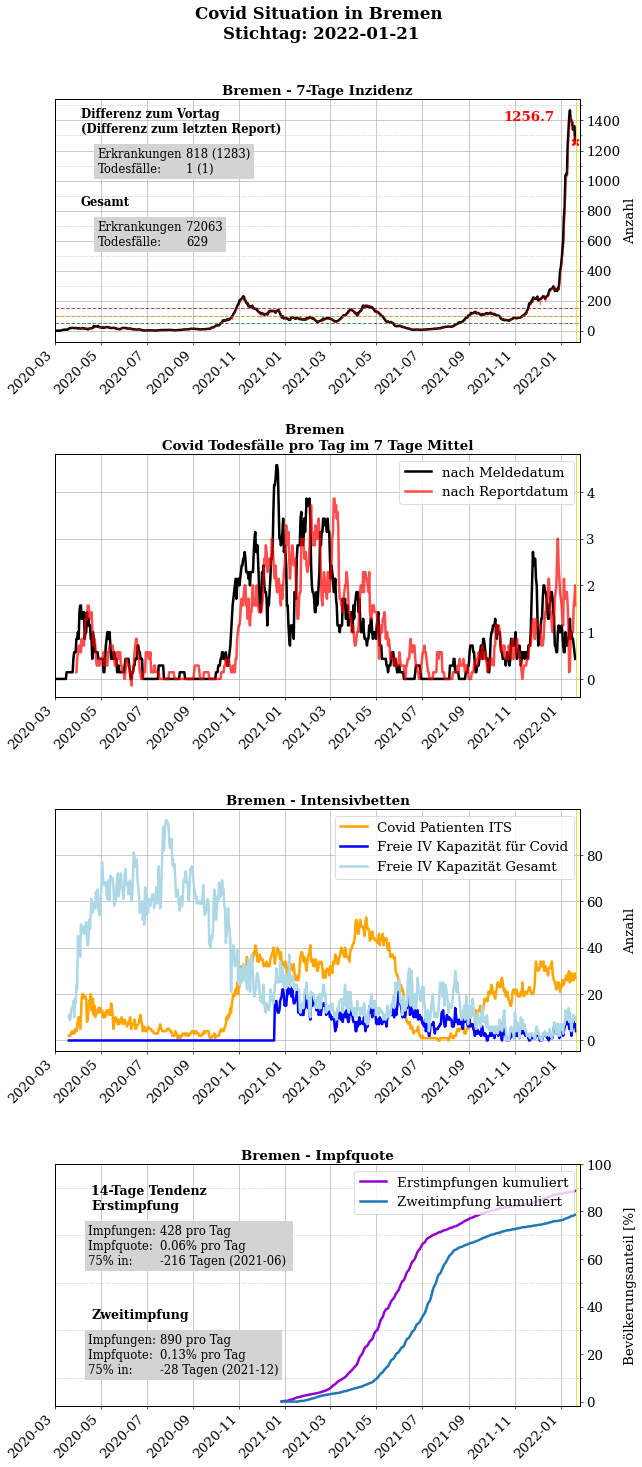 Covid Situation in Bremen
Stichtag: 2022-01-21
Bremen - 7-Tage Inzidenz
Differenz zum Vortag
(Differenz zum letzten Report)
Erkrankungen 818 (1283)
Todesfälle: 1 (1)
Gesamt
Erkrankungen 72063
Todesfälle: 629
1256.7
1400
1200
1000
800
600
400
200
0
Anzahl
2020-03 2020-05 2020-07 2020-09 2020-11 2021-01 2021-03 2021-05 2021-07 2021-09 2021-11 2022-01
Bremen
Covid Todesfälle pro Tag im 7 Tage Mittel
nach Meldedatum
nach Reportdatum
4
3
2
1
0
2020-03 2020-05 2020-07 2020-09 2020-11 2021-01 2021-03 2021-05 2021-07 2021-09 2021-11 2022-01
Bremen - Intensivbetten
Covid Patienten ITS
Freie IV Kapazität für Covid
Freie IV Kapazität Gesamt
80
60
40
20
0
Anzahl
2020-03 2020-05 2020-07 2020-09 2020-11 2021-01 2021-03 2021-05 2021-07 2021-09 2021-11 2022-01
Bremen - Impfquote
14-Tage Tendenz
Erstimpfung
Impfungen: 428 pro Tag
Impfquote: 0.06% pro Tag
75% in: -216 Tagen (2021-06)
Zweitimpfung
Impfungen: 890 pro Tag
Impfquote: 0.13% pro Tag
75% in: -28 Tagen (2021-12)
Erstimpfungen kumuliert
Zweitimpfung kumuliert
100
80
60
40
20
0
Bevölkerungsanteil [%]
2020-03 2020-05 2020-07 2020-09 2020-11 2021-01 2021-03 2021-05 2021-07 2021-09 2021-11 2022-01